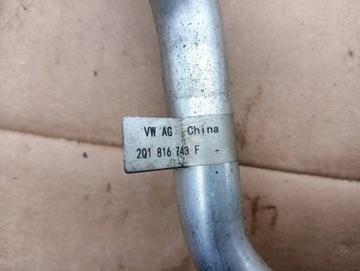 VW AG China
2Q1 816 743 F -